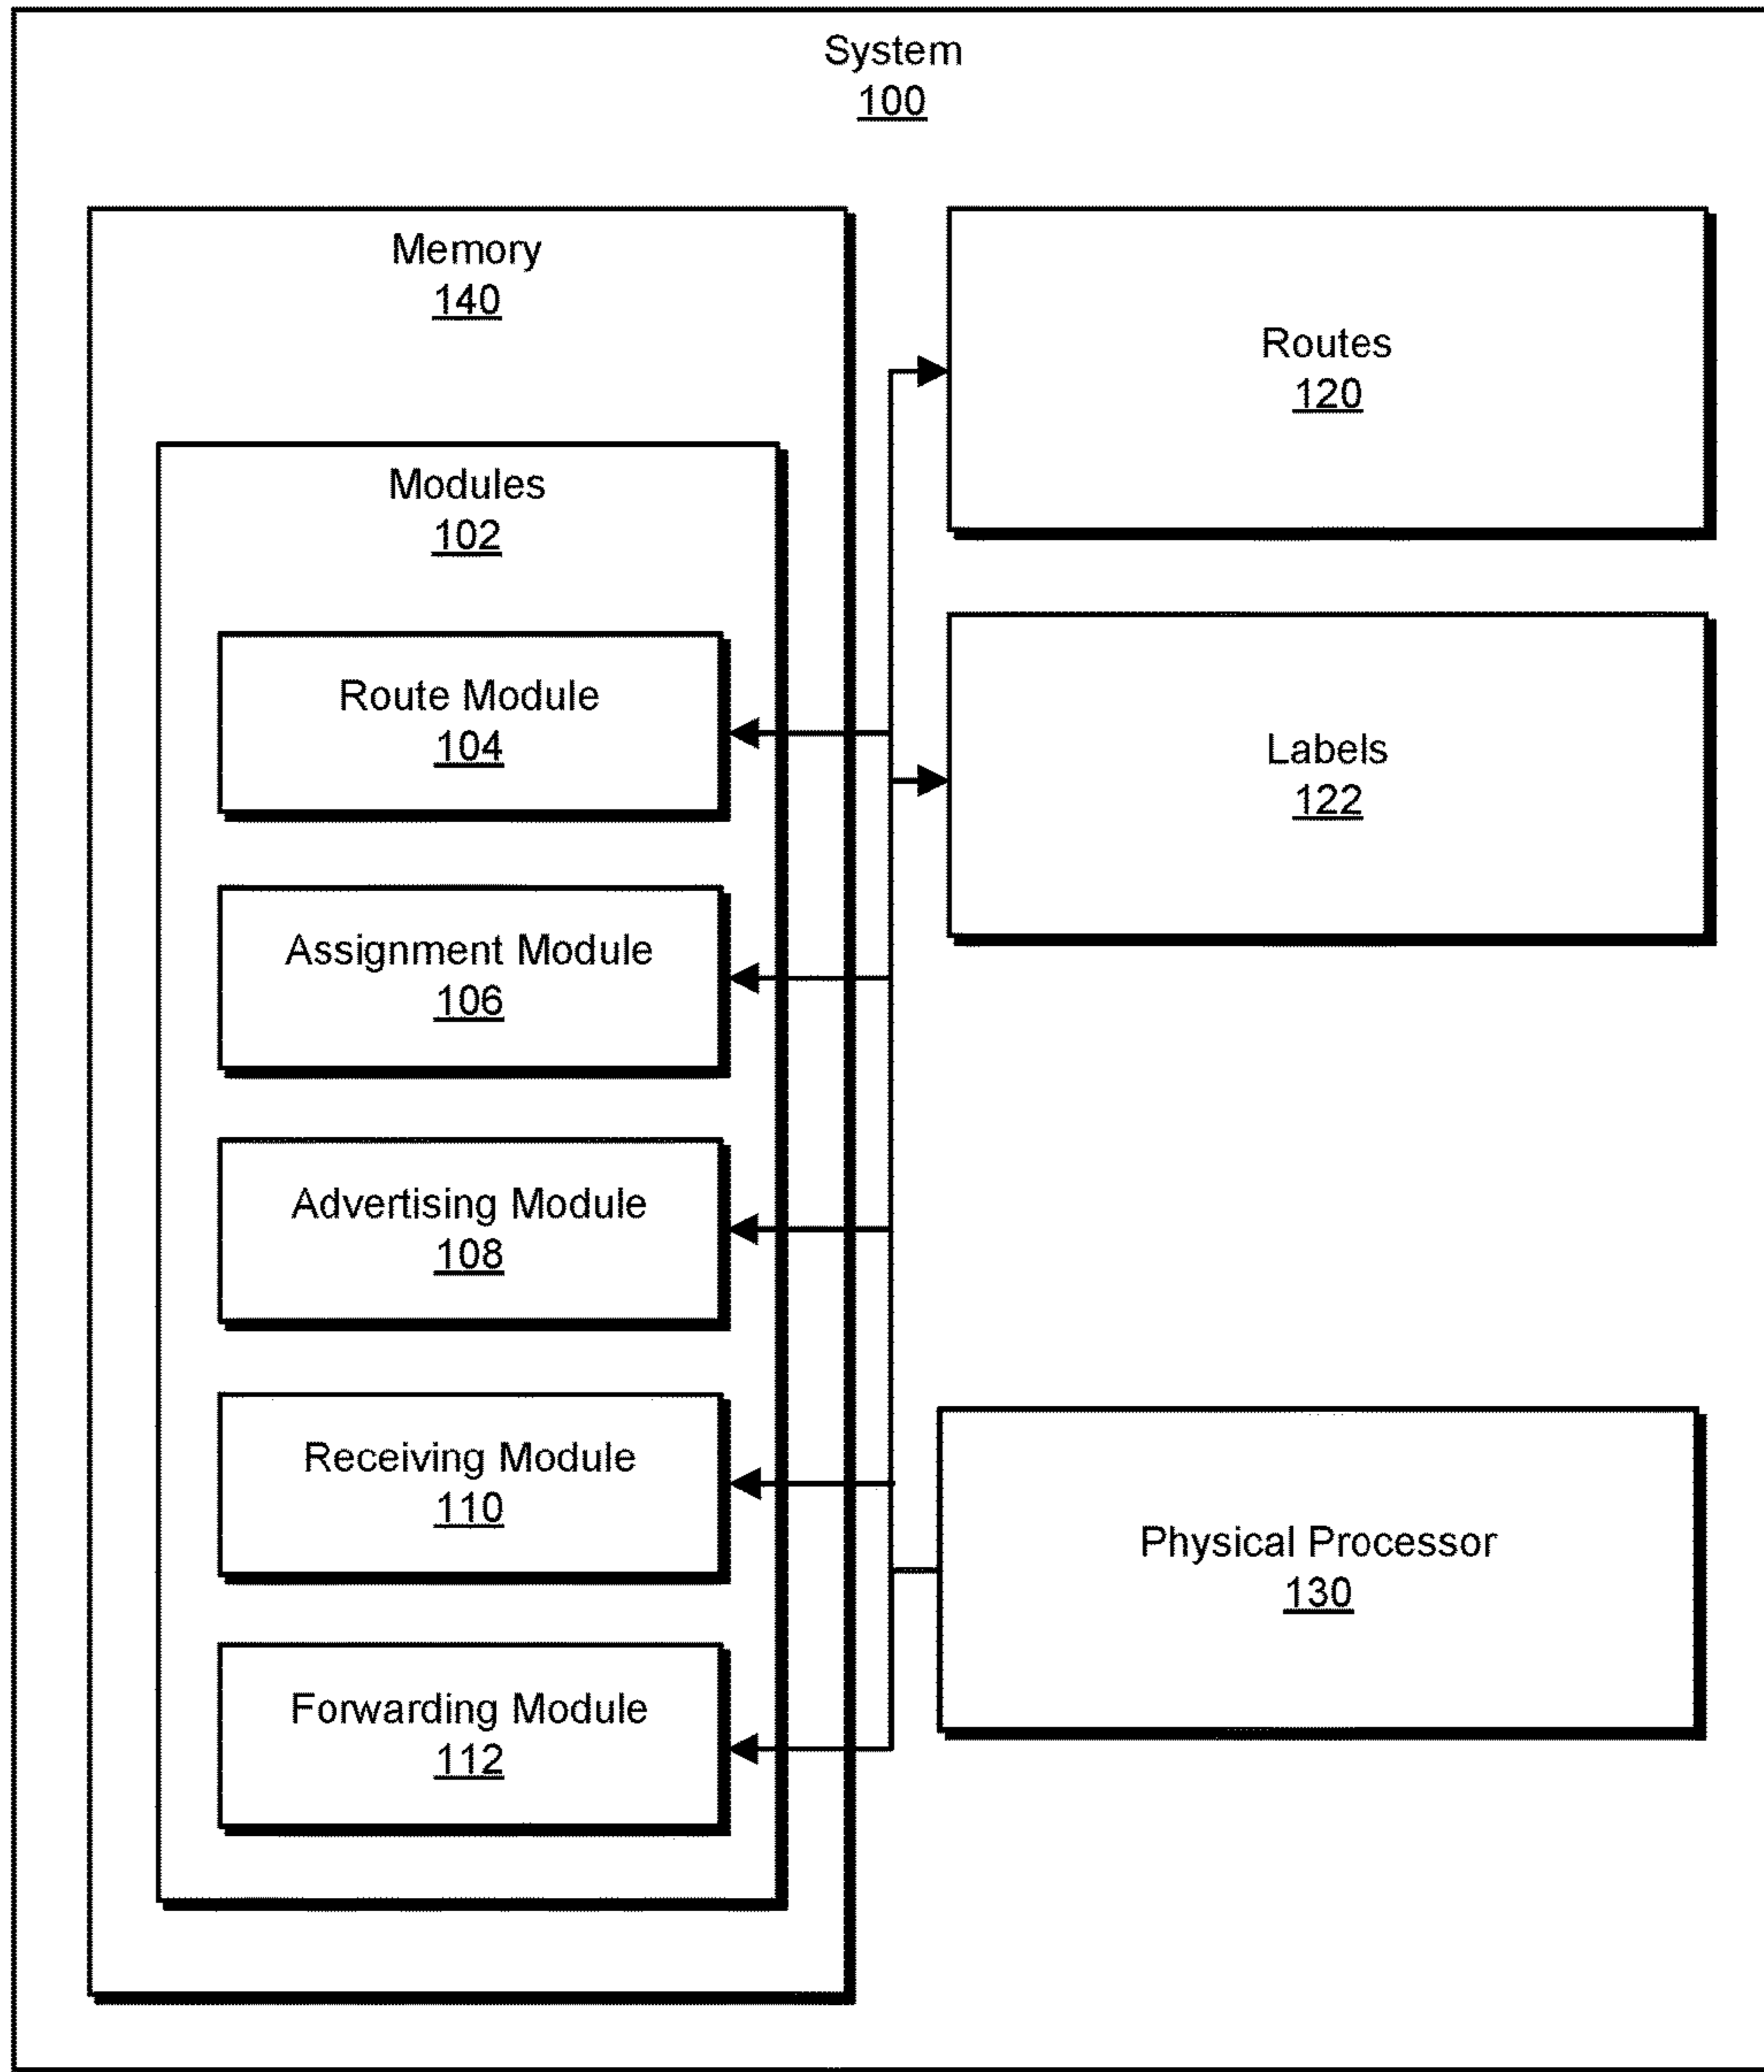 System
100
Memory
140
Modules
102
Route Module
104
Assignment Module
106
Advertising Module
108
Receiving Module
110
Forwarding Module
112
Routes
120
Labels
122
Physical Processor
130